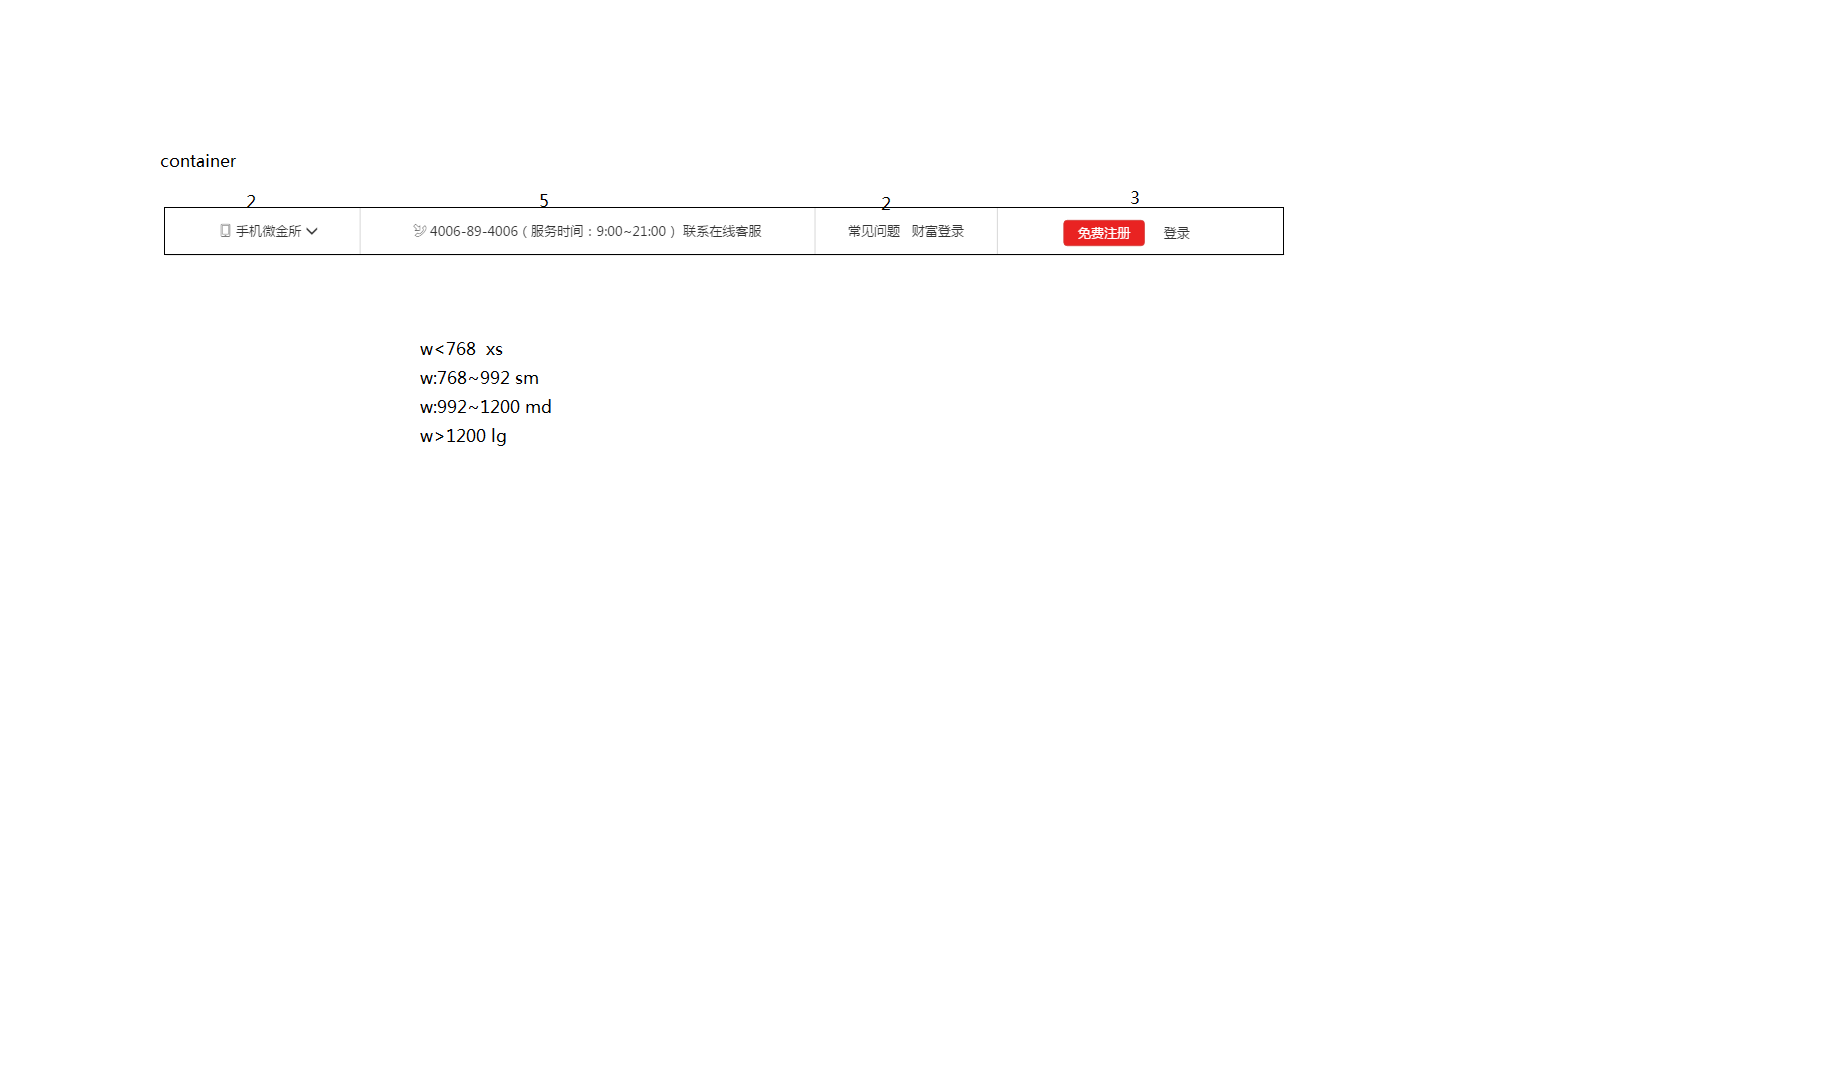 container
2 5 2 3
手机微金所 4006-89-4006（服务时间：9:00~21:00） 联系在线客服 常见问题 财富登录 免费注册 登录
w<768 xs
w:768~992 sm
w:992~1200 md
w>1200 lg